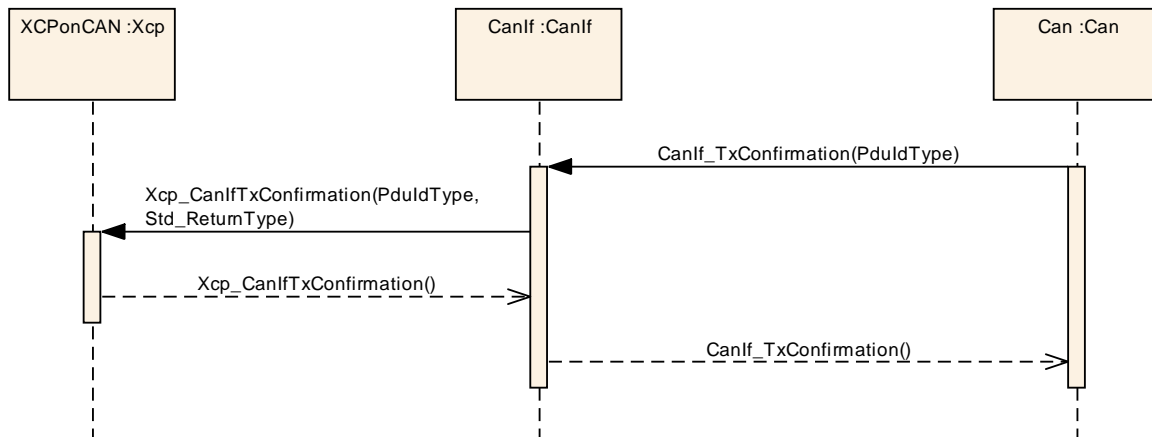 XCPonCAN :Xcp
CanIf :CanIf
Can :Can
CanIf_TxConfirmation(PduIdType)
Xcp_CanIfTxConfirmation(PduIdType,
Std_ReturnType)
Xcp_CanIfTxConfirmation()
CanIf_TxConfirmation()